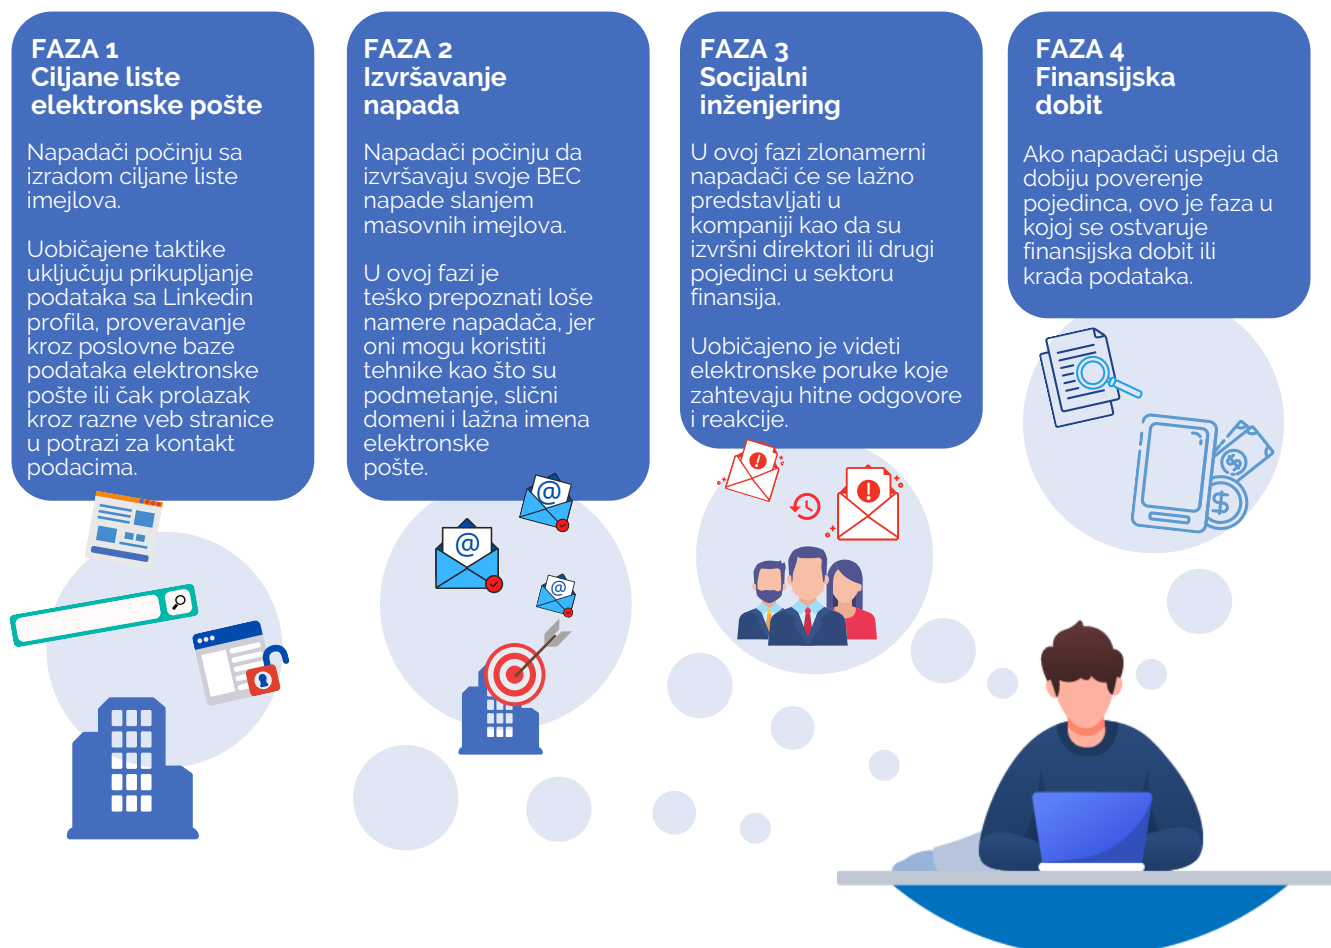 FAZA 1
Ciljane liste
elektronske pošte
Napadači počinju sa
izradom ciljane liste
imejlova.
Uobičajene taktike
uključuju prikupljanje
podataka sa Linkedin
profila, proveravanje
kroz poslovne baze
podataka elektronske
pošte ili čak prolazak
kroz razne veb stranice
u potrazi za kontakt
podacima.
FAZA 2
Izvršavanje
napada
Napadači počinju da
izvršavaju svoje BEC
napade slanjem
masovnih imejlova.
U ovoj fazi je
teško prepoznati loše
namere napadača, jer
oni mogu koristiti
tehnike kao što su
podmetanje, slični
domeni i lažna imena
elektronske
pošte.
FAZA 3
Socijalni
inženjering
U ovoj fazi zlonamerni
napadači će se lažno
predstavljati u
kompaniji kao da su
izvršni direktori ili drugi
pojedinci u sektoru
finansija.
Uobičajeno je videti
elektronske poruke koje
zahtevaju hitne odgovore
i reakcije.
FAZA 4
Finansijska
dobit
Ako napadači uspeju da
dobiju poverenje
pojedinca, ovo je faza u
kojoj se ostvaruje
finansijska dobit ili
krađa podataka.